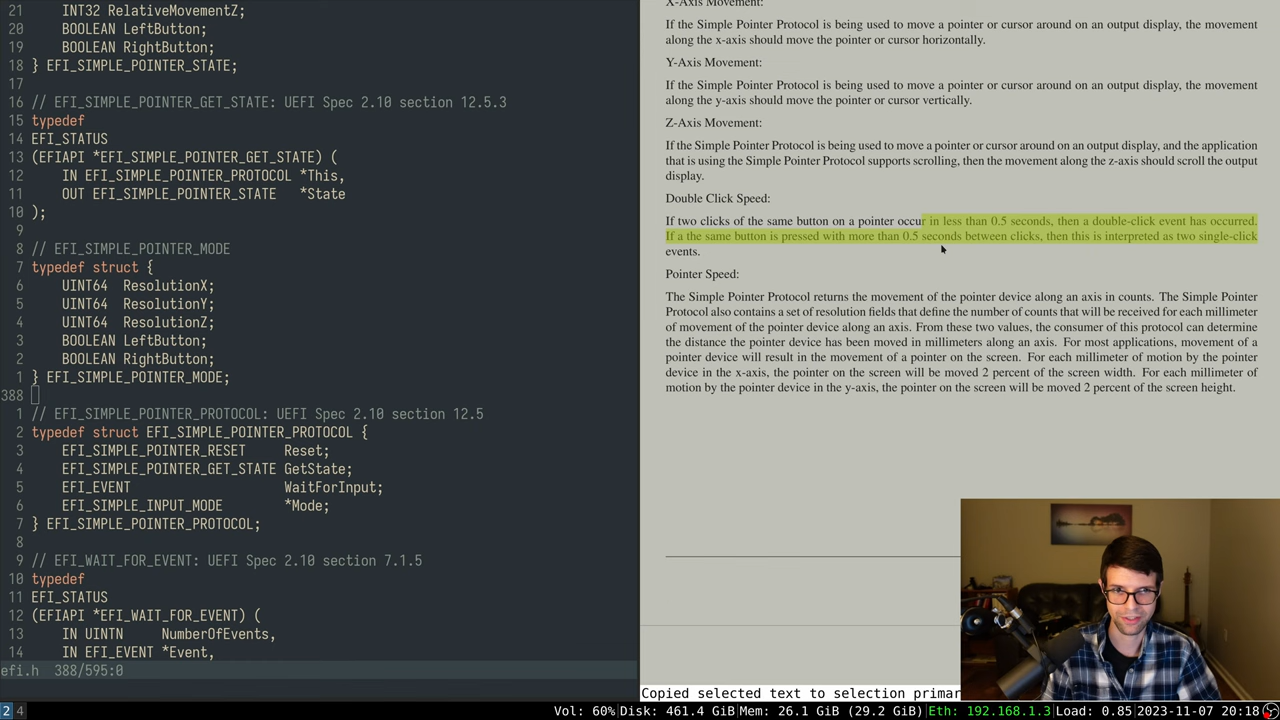 21     INT32 RelativeMovementZ;
20     BOOLEAN LeftButton;
19     BOOLEAN RightButton;
18 } EFI_SIMPLE_POINTER_STATE;
17
16 // EFI_SIMPLE_POINTER_GET_STATE: UEFI Spec 2.10 section 12.5.3
15 typedef
14 EFI_STATUS
13 (EFIAPI *EFI_SIMPLE_POINTER_GET_STATE) (
12     IN EFI_SIMPLE_POINTER_PROTOCOL *This,
11     OUT EFI_SIMPLE_POINTER_STATE   *State
10 );
9
8 // EFI_SIMPLE_POINTER_MODE
7 typedef struct {
6     UINT64  ResolutionX;
5     UINT64  ResolutionY;
4     UINT64  ResolutionZ;
3     BOOLEAN LeftButton;
2     BOOLEAN RightButton;
1 } EFI_SIMPLE_POINTER_MODE;
388
1 // EFI_SIMPLE_POINTER_PROTOCOL: UEFI Spec 2.10 section 12.5
2 typedef struct EFI_SIMPLE_POINTER_PROTOCOL {
3     EFI_SIMPLE_POINTER_RESET     Reset;
4     EFI_SIMPLE_POINTER_GET_STATE GetState;
5     EFI_EVENT                    WaitForInput;
6     EFI_SIMPLE_INPUT_MODE        *Mode;
7 } EFI_SIMPLE_POINTER_PROTOCOL;
8
9 // EFI_WAIT_FOR_EVENT: UEFI Spec 2.10 section 7.1.5
10 typedef
11 EFI_STATUS
12 (EFIAPI *EFI_WAIT_FOR_EVENT) (
13     IN UINTN     NumberOfEvents,
14     IN EFI_EVENT *Event,
efi.h  388/595:0
X-Axis Movement:
If the Simple Pointer Protocol is being used to move a pointer or cursor around on an output display, the movement
along the x-axis should move the pointer or cursor horizontally.
Y-Axis Movement:
If the Simple Pointer Protocol is being used to move a pointer or cursor around on an output display, the movement
along the y-axis should move the pointer or cursor vertically.
Z-Axis Movement:
If the Simple Pointer Protocol is being used to move a pointer or cursor around on an output display, and the application
that is using the Simple Pointer Protocol supports scrolling, then the movement along the z-axis should scroll the output
display.
Double Click Speed:
If two clicks of the same button on a pointer occur in less than 0.5 seconds, then a double-click event has occurred.
If a the same button is pressed with more than 0.5 seconds between clicks, then this is interpreted as two single-click
events.
Pointer Speed:
The Simple Pointer Protocol returns the movement of the pointer device along an axis in counts. The Simple Pointer
Protocol also contains a set of resolution fields that define the number of counts that will be received for each millimeter
of movement of the pointer device along an axis. From these two values, the consumer of this protocol can determine
the distance the pointer device has been moved in millimeters along an axis. For most applications, movement of a
pointer device will result in the movement of a pointer on the screen. For each millimeter of motion by the pointer
device in the x-axis, the pointer on the screen will be moved 2 percent of the screen width. For each millimeter of
motion by the pointer device in the y-axis, the pointer on the screen will be moved 2 percent of the screen height.
Copied selected text to selection primar
2 4 Vol: 60% Disk: 461.4 GiB Mem: 26.1 GiB (29.2 GiB) Eth: 192.168.1.3 Load: 0.85 2023-11-07 20:18